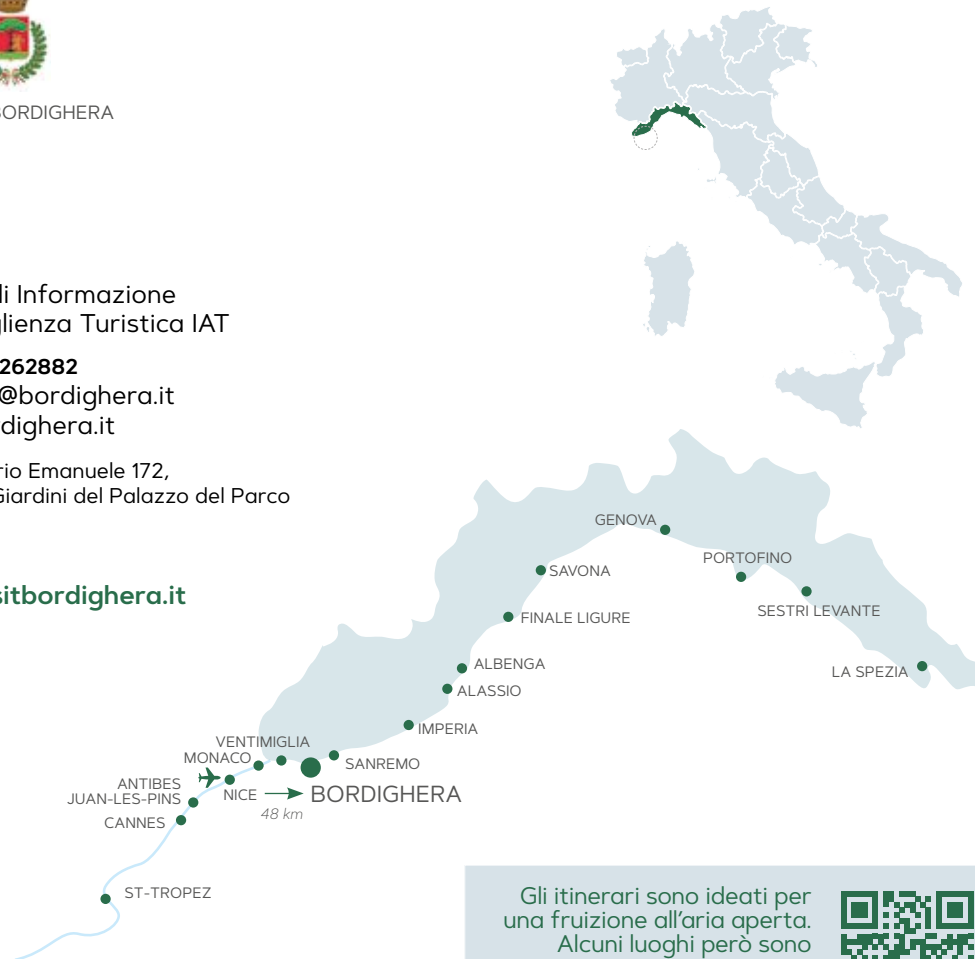 BORDIGHERA
di Informazione
glienza Turistica IAT
262882
@bordighera.it
dighera.it
rio Emanuele 172,
Giardini del Palazzo del Parco
sitbordighera.it
GENOVA
PORTOFINO
SAVONA
SESTRI LEVANTE
FINALE LIGURE
ALBENGA
LA SPEZIA
ALASSIO
IMPERIA
VENTIMIGLIA
MONACO
SANREMO
ANTIBES
JUAN-LES-PINS
NICE
BORDIGHERA
48 km
CANNES
ST-TROPEZ
Gli itinerari sono ideati per
una fruizione all'aria aperta.
Alcuni luoghi però sono